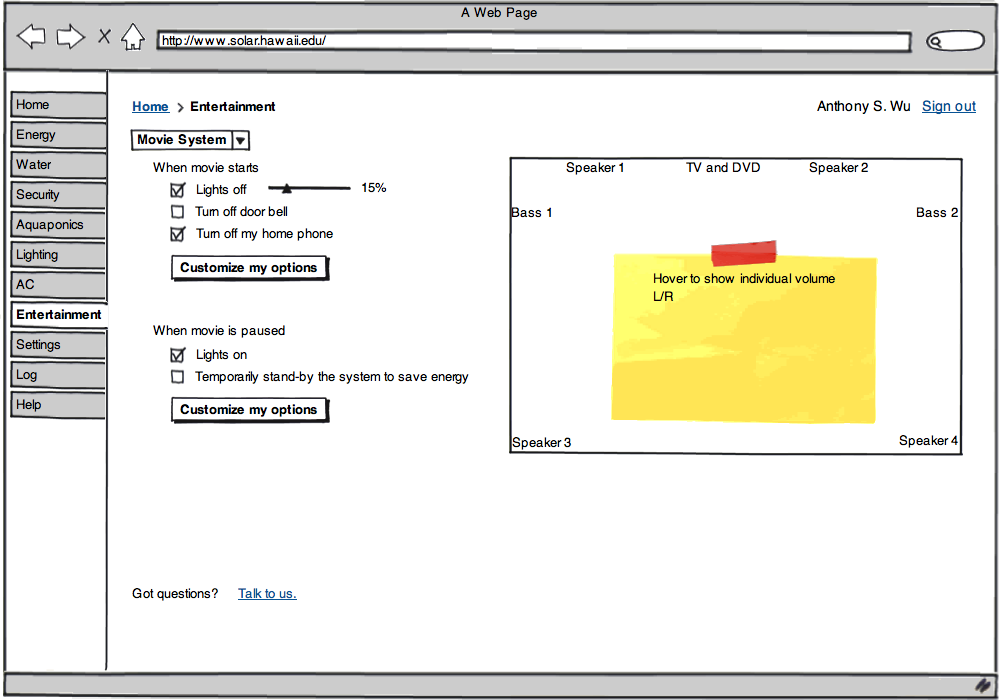 A Web Page
http://www.solar.hawaii.edu/
Home
Energy
Water
Security
Aquaponics
Lighting
AC
Entertainment
Settings
Log
Help
Home > Entertainment
Anthony S. Wu Sign out
Movie System
When movie starts
Lights off 15%
Turn off door bell
Turn off my home phone
Customize my options
When movie is paused
Lights on
Temporarily stand-by the system to save energy
Customize my options
Speaker 1 TV and DVD Speaker 2
Bass 1 Bass 2
Hover to show individual volume
L/R
Speaker 3 Speaker 4
Got questions? Talk to us.